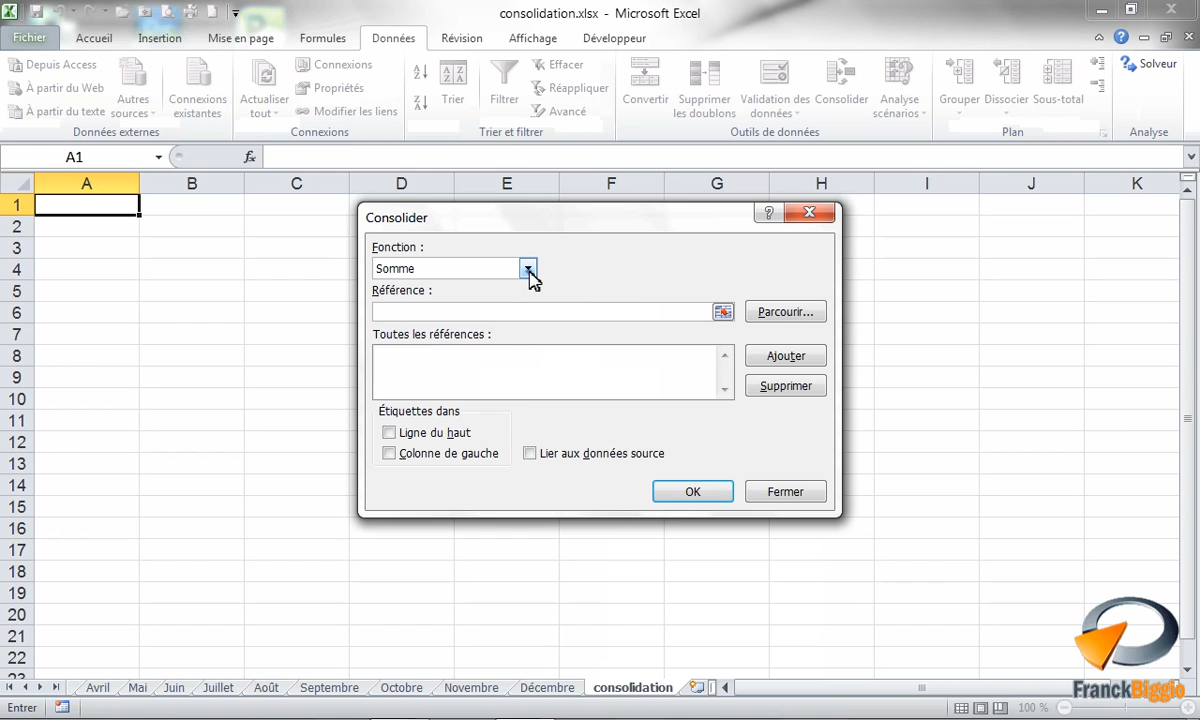 consolidation.xlsx - Microsoft Excel
Fichier Accueil Insertion Mise en page Formules Données Révision Affichage Développeur
Depuis Access
À partir du Web
À partir du texte
Autres sources
Connexions existantes
Données externes
Actualiser tout
Connexions
Propriétés
Modifier les liens
Connexions
Trier
Filtrer
Effacer
Réappliquer
Avancé
Trier et filtrer
Convertir
Supprimer les doublons
Validation des données
Consolider
Analyse scénarios
Outils de données
Grouper
Dissocier
Sous-total
Plan
Solveur
Analyse
A1
fx
A B C D E F G H I J K
1
2
3
4
5
6
7
8
9
10
11
12
13
14
15
16
17
18
19
20
21
22
23
Consolider
Fonction :
Somme
Référence :
Parcourir...
Toutes les références :
Ajouter
Supprimer
Étiquettes dans
Ligne du haut
Colonne de gauche
Lier aux données source
OK
Fermer
FranckBiggio
Avril Mai Juin Juillet Août Septembre Octobre Novembre Décembre consolidation
Entrer
100 %